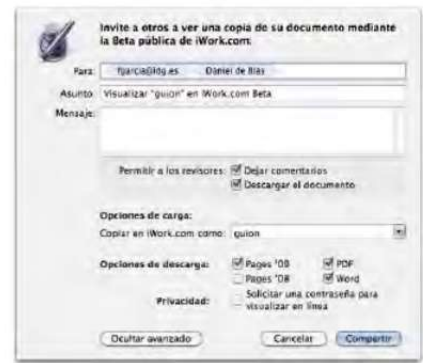 Invite a otros a ver una copia de su documento mediante
la Beta pública de iWork.com.
Para: fgarcia@idg.es Daniel de Blas
Asunto: Visualizar "guion" en iWork.com Beta
Mensaje:
Permitir a los revisores: Dejar comentarios
Descargar el documento
Opciones de carga:
Copiar en iWork.com como: guion
Opciones de descarga: Pages '09 PDF
Pages '08 Word
Privacidad: Solicitar una contraseña para
visualizar en línea
Ocultar avanzado Cancelar Compartir